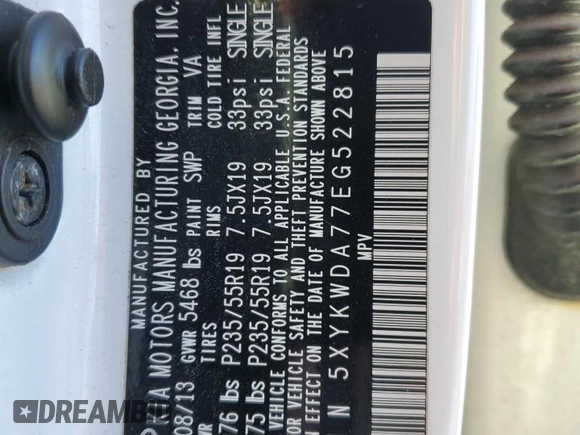 MANUFACTURED BY
KIA MOTORS MANUFACTURING GEORGIA, INC.
08/13 GVWR 5468 lbs PAINT SWP TRIM VA
WR TIRES RIMS COLD TIRE INFL
76 lbs P235/55R19 7.5JX19 33psi SINGLE
75 lbs P235/55R19 7.5JX19 33psi SINGLE
VEHICLE CONFORMS TO ALL APPLICABLE U.S.A. FEDERAL
OR VEHICLE SAFETY AND THEFT PREVENTION STANDARDS
ON THE DATE OF MANUFACTURE SHOWN ABOVE
N 5XYKWDA77EG522815
MPV
DREAMBID